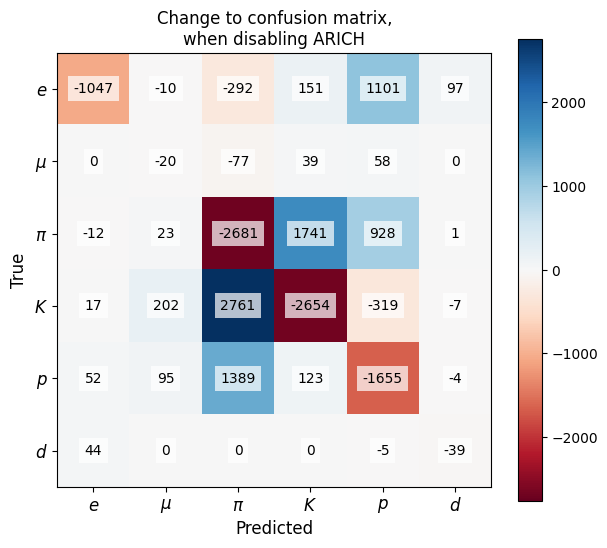 Change to confusion matrix,
when disabling ARICH
e -1047 -10 -292 151 1101 97
μ 0 -20 -77 39 58 0
π -12 23 -2681 1741 928 1
K 17 202 2761 -2654 -319 -7
p 52 95 1389 123 -1655 -4
d 44 0 0 0 -5 -39
e μ π K p d
True
Predicted
2000
1000
0
−1000
−2000